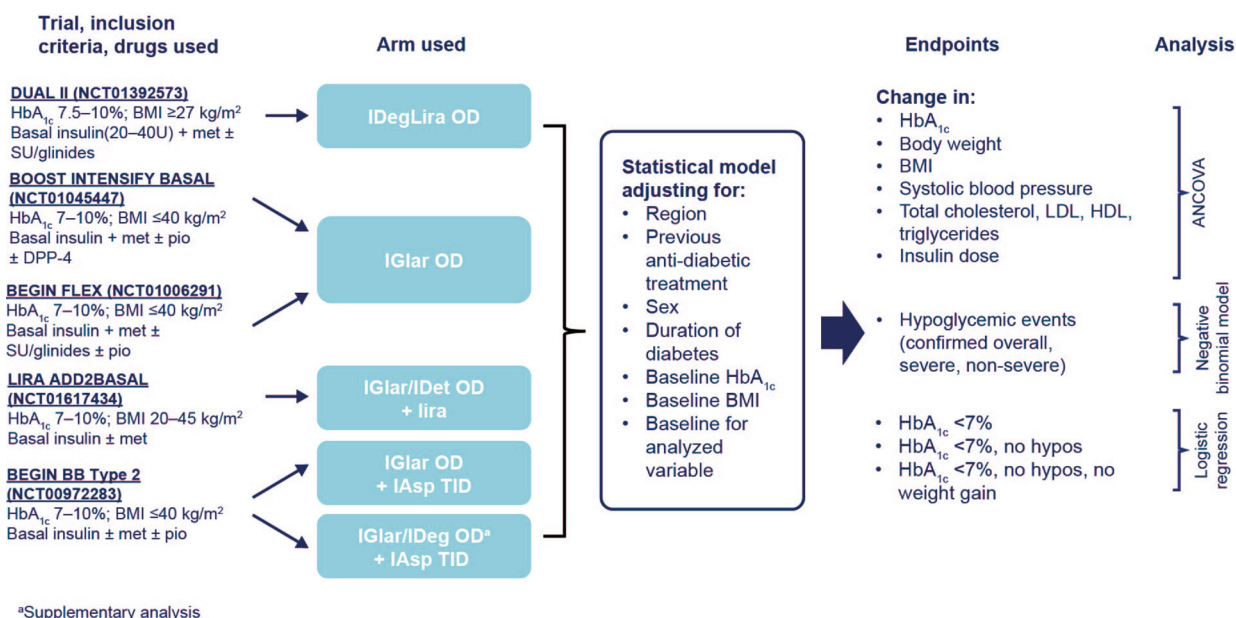 Trial, inclusion
criteria, drugs used
DUAL II (NCT01392573)
HbA1c 7.5–10%; BMI ≥27 kg/m²
Basal insulin(20–40U) + met ±
SU/glinides
BOOST INTENSIFY BASAL
(NCT01045447)
HbA1c 7–10%; BMI ≤40 kg/m²
Basal insulin + met ± pio
± DPP-4
BEGIN FLEX (NCT01006291)
HbA1c 7–10%; BMI ≤40 kg/m²
Basal insulin + met ±
SU/glinides ± pio
LIRA ADD2BASAL
(NCT01617434)
HbA1c 7–10%; BMI 20–45 kg/m²
Basal insulin ± met
BEGIN BB Type 2
(NCT00972283)
HbA1c 7–10%; BMI ≤40 kg/m²
Basal insulin ± met ± pio
Arm used
IDegLira OD
IGlar OD
IGlar/IDet OD
+ lira
IGlar OD
+ IAsp TID
IGlar/IDeg ODª
+ IAsp TID
Statistical model
adjusting for:
• Region
• Previous
anti-diabetic
treatment
• Sex
• Duration of
diabetes
• Baseline HbA1c
• Baseline BMI
• Baseline for
analyzed
variable
Endpoints
Change in:
• HbA1c
• Body weight
• BMI
• Systolic blood pressure
• Total cholesterol, LDL, HDL,
triglycerides
• Insulin dose
• Hypoglycemic events
(confirmed overall,
severe, non-severe)
• HbA1c <7%
• HbA1c <7%, no hypos
• HbA1c <7%, no hypos, no
weight gain
Analysis
ANCOVA
Negative
binomial model
Logistic
regression
ªSupplementary analysis